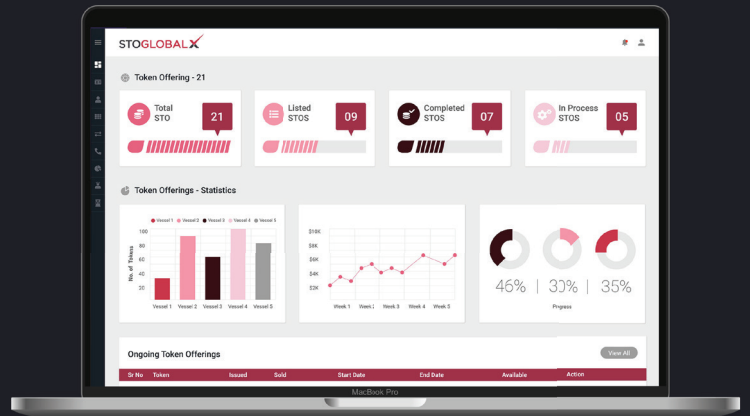 STOGLOBALX
Token Offering - 21
Total
STO
21
Listed
STOS
09
Completed
STOS
07
In Process
STOS
05
Token Offerings - Statistics
Vessel 1 Vessel 2 Vessel 3 Vessel 4 Vessel 5
100
80
60
40
20
No. of Tokens
Vessel 1 Vessel 2 Vessel 3 Vessel 4 Vessel 5
$10K
$8K
$6K
$4K
$2K
Week 1 Week 2 Week 3 Week 4 Week 5
46% | 30% | 35%
Progress
Ongoing Token Offerings
View All
Sr No Token Issued Sold Start Date End Date Available Action
MacBook Pro